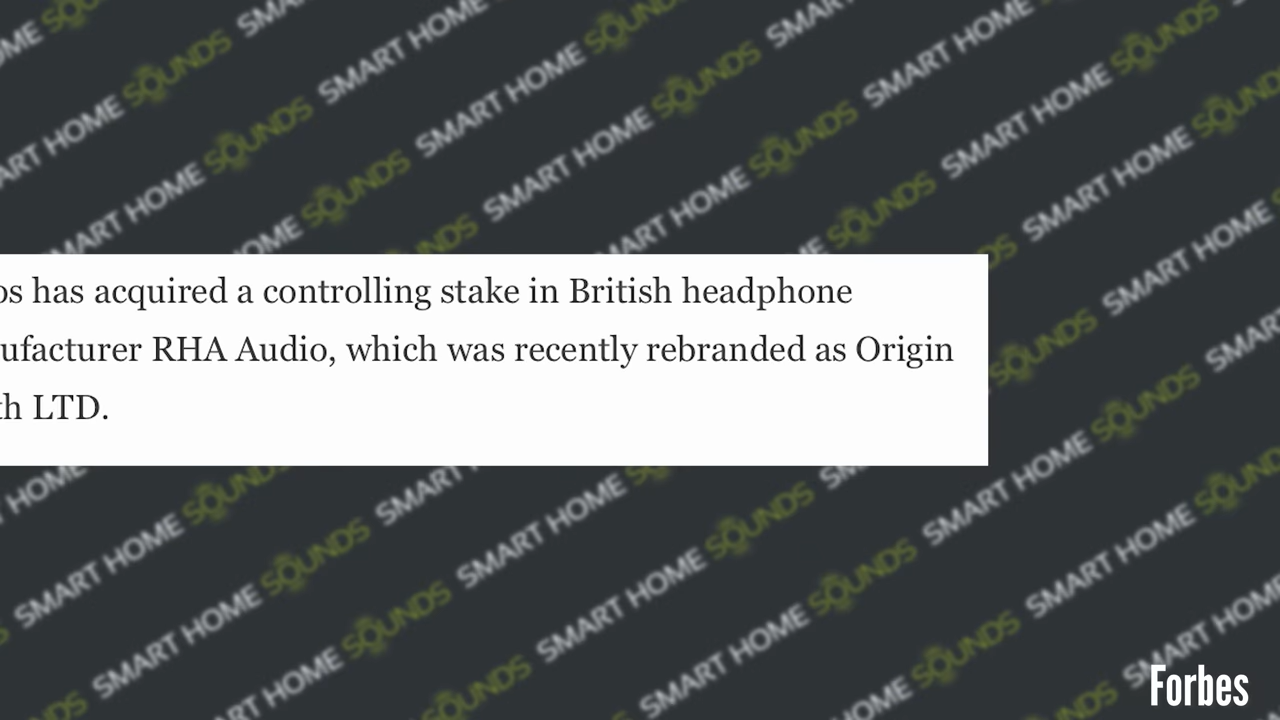 os has acquired a controlling stake in British headphone
ufacturer RHA Audio, which was recently rebranded as Origin
th LTD.
SMART HOME SOUNDS
Forbes